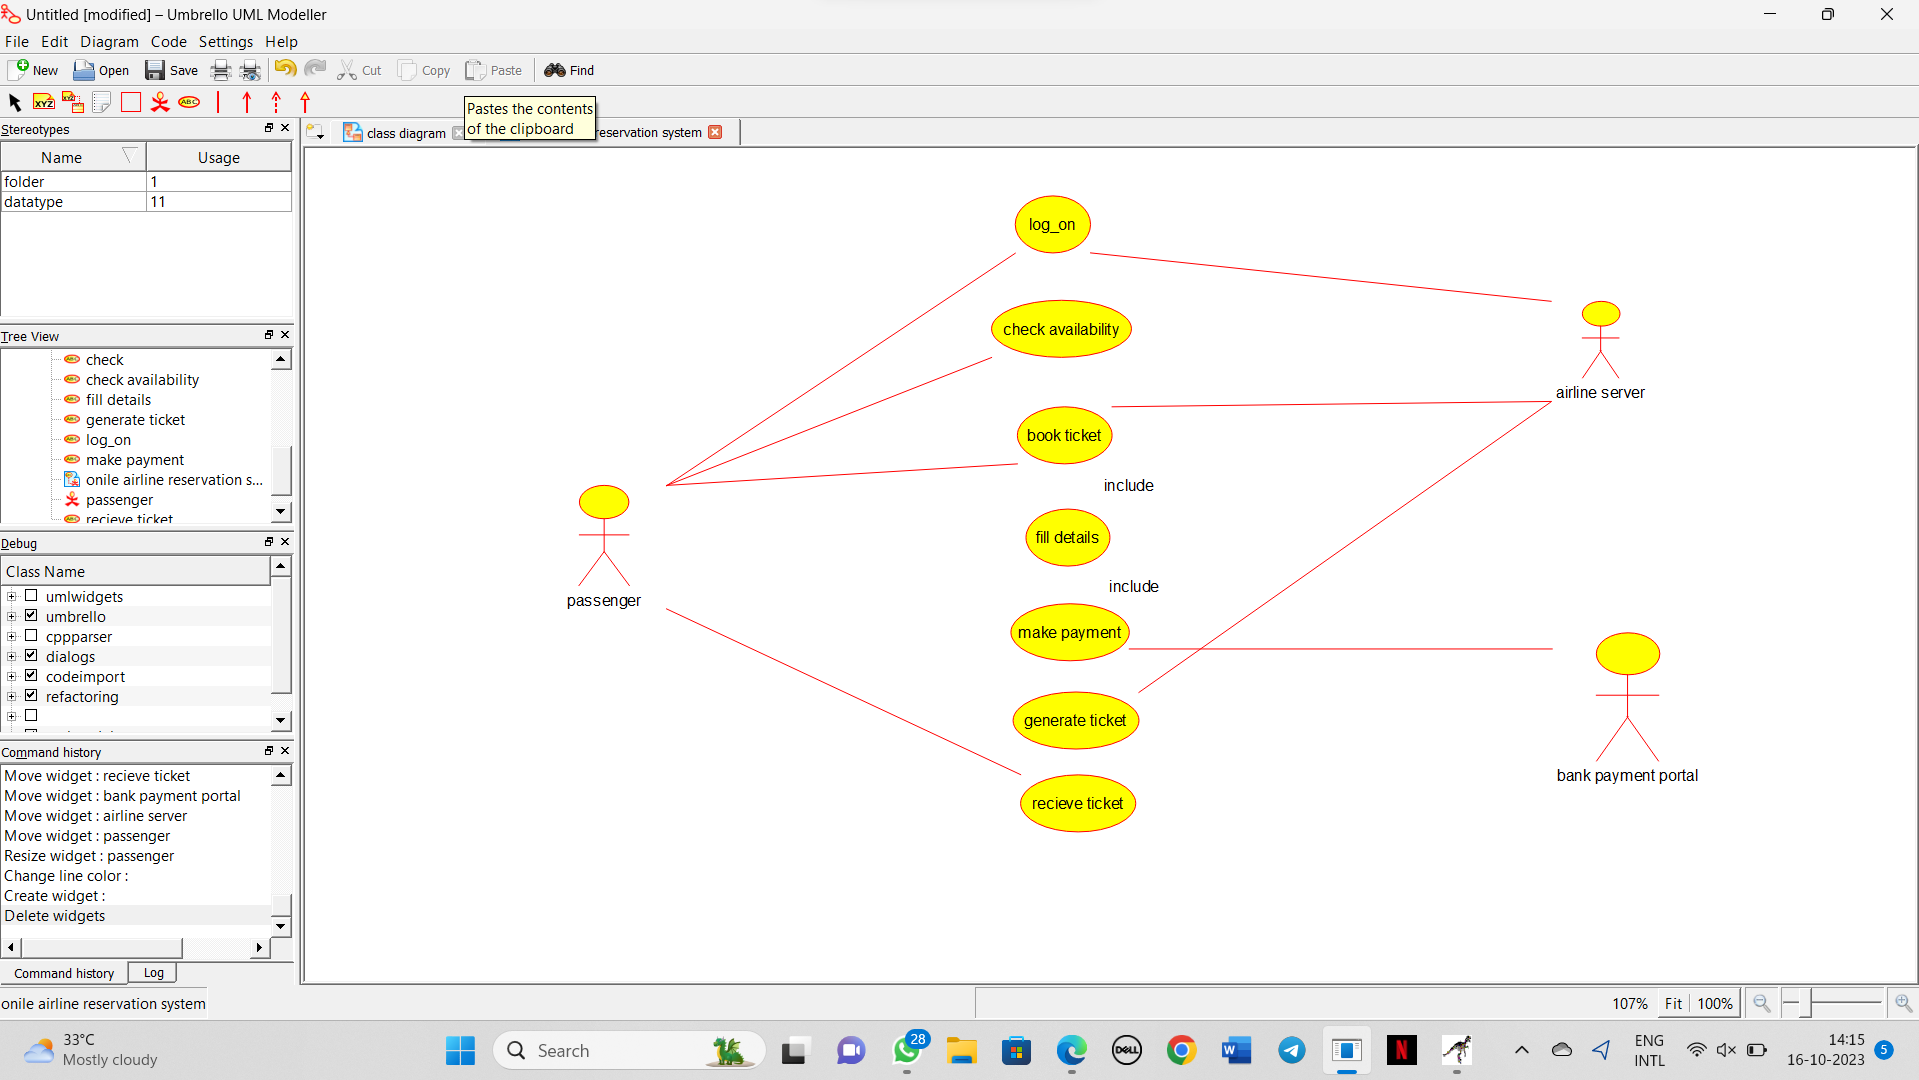 Untitled [modified] – Umbrello UML Modeller
File Edit Diagram Code Settings Help
New Open Save Cut Copy Paste Find
XYZ XYZ ABC
Pastes the contents
of the clipboard
Stereotypes
class diagram reservation system
Name Usage
folder 1
datatype 11
Tree View
check
check availability
fill details
generate ticket
log_on
make payment
onile airline reservation s...
passenger
recieve ticket
Debug
Class Name
umlwidgets
umbrello
cppparser
dialogs
codeimport
refactoring
Command history
Move widget : recieve ticket
Move widget : bank payment portal
Move widget : airline server
Move widget : passenger
Resize widget : passenger
Change line color :
Create widget :
Delete widgets
Command history Log
log_on
check availability
airline server
book ticket
include
fill details
include
passenger
make payment
generate ticket
bank payment portal
recieve ticket
onile airline reservation system
107% Fit 100%
33°C
Mostly cloudy
Search
28
DELL
N
ENG
INTL
14:15
16-10-2023
5